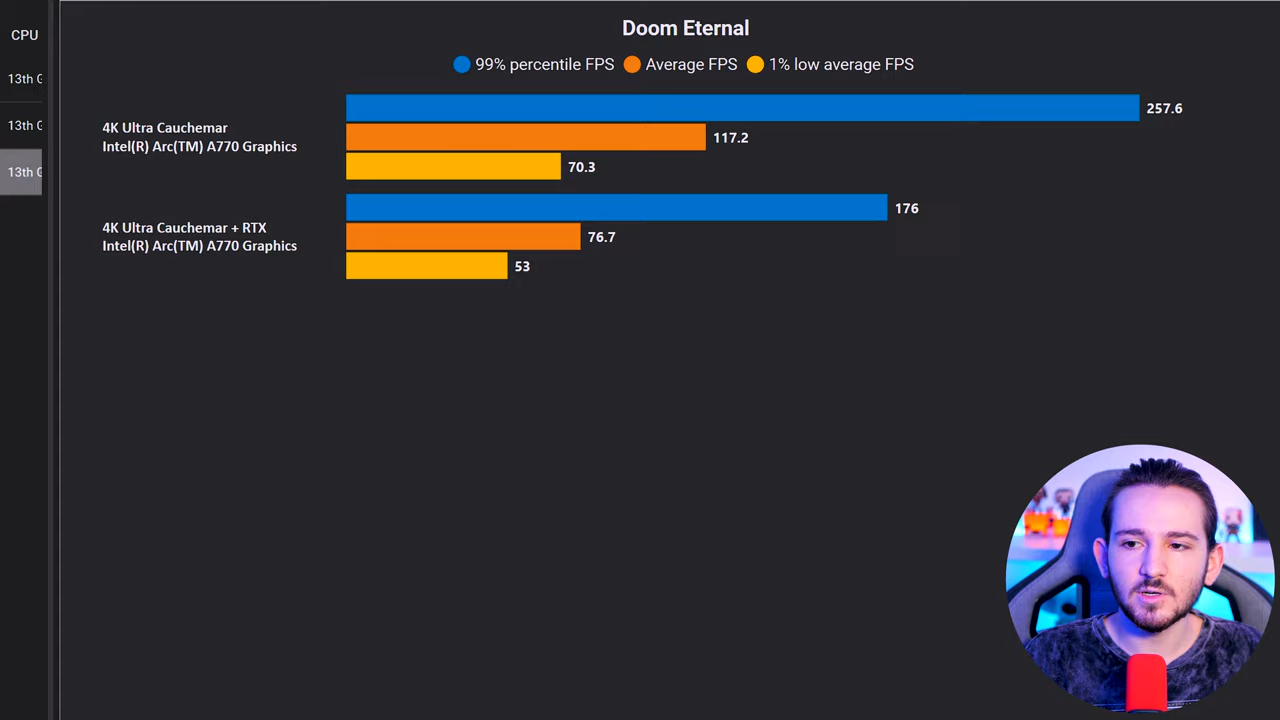 CPU
13th G
13th G
13th G
Doom Eternal
99% percentile FPS Average FPS 1% low average FPS
4K Ultra Cauchemar
Intel(R) Arc(TM) A770 Graphics
257.6
117.2
70.3
4K Ultra Cauchemar + RTX
Intel(R) Arc(TM) A770 Graphics
176
76.7
53